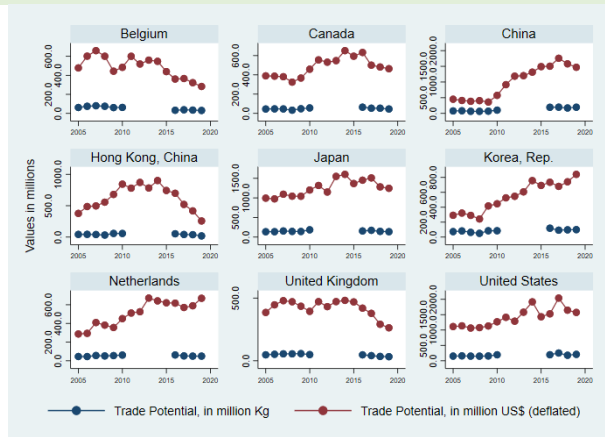 Belgium Canada China
600.0
400.0
200.0
0.0
2005 2010 2015 2020
600.0
400.0
200.0
0.0
2005 2010 2015 2020
2000.0
1500.0
1000.0
500.0
0.0
2005 2010 2015 2020
Values in millions
Hong Kong, China Japan Korea, Rep.
1000.0
500.0
0.0
2005 2010 2015 2020
1500.0
1000.0
500.0
0.0
2005 2010 2015 2020
800.0
600.0
400.0
200.0
0.0
2005 2010 2015 2020
Netherlands United Kingdom United States
600.0
400.0
200.0
0.0
2005 2010 2015 2020
500.0
0.0
2005 2010 2015 2020
2000.0
1500.0
1000.0
500.0
0.0
2005 2010 2015 2020
Trade Potential, in million Kg Trade Potential, in million US$ (deflated)